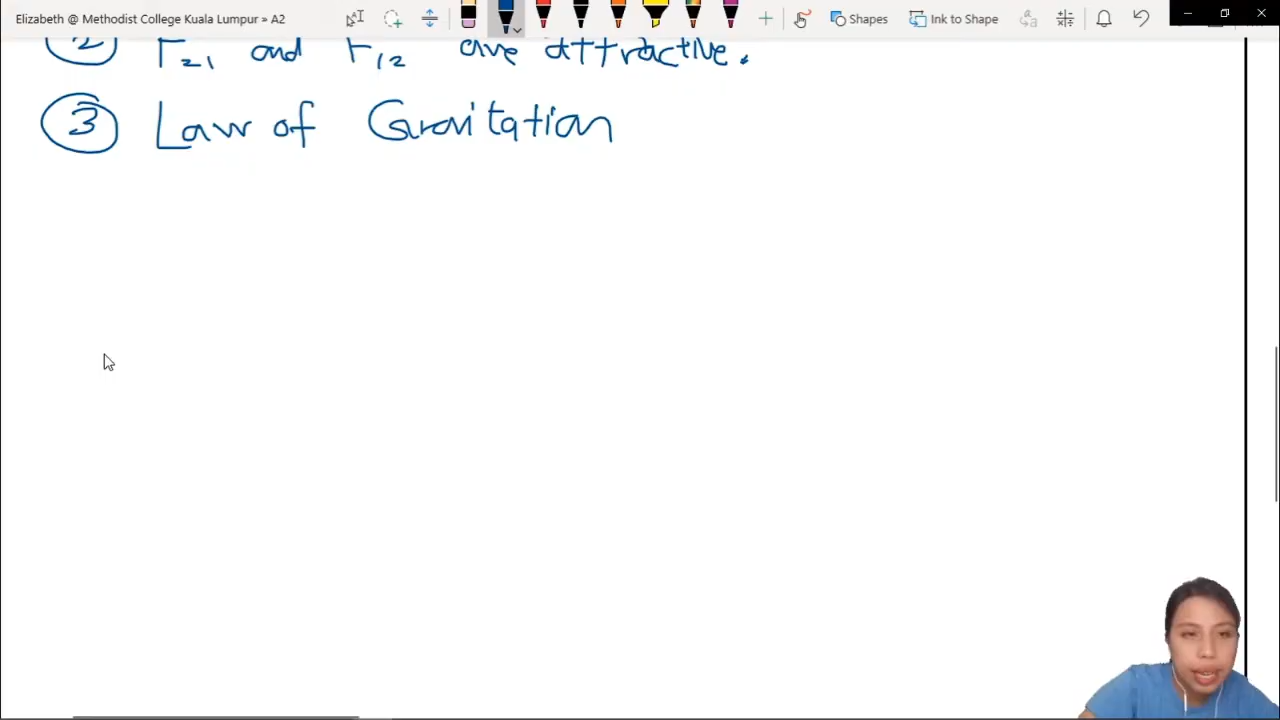 Elizabeth @ Methodist College Kuala Lumpur » A2
Shapes
Ink to Shape
2 F21 and F12 are attractive.
3 Law of Gravitation